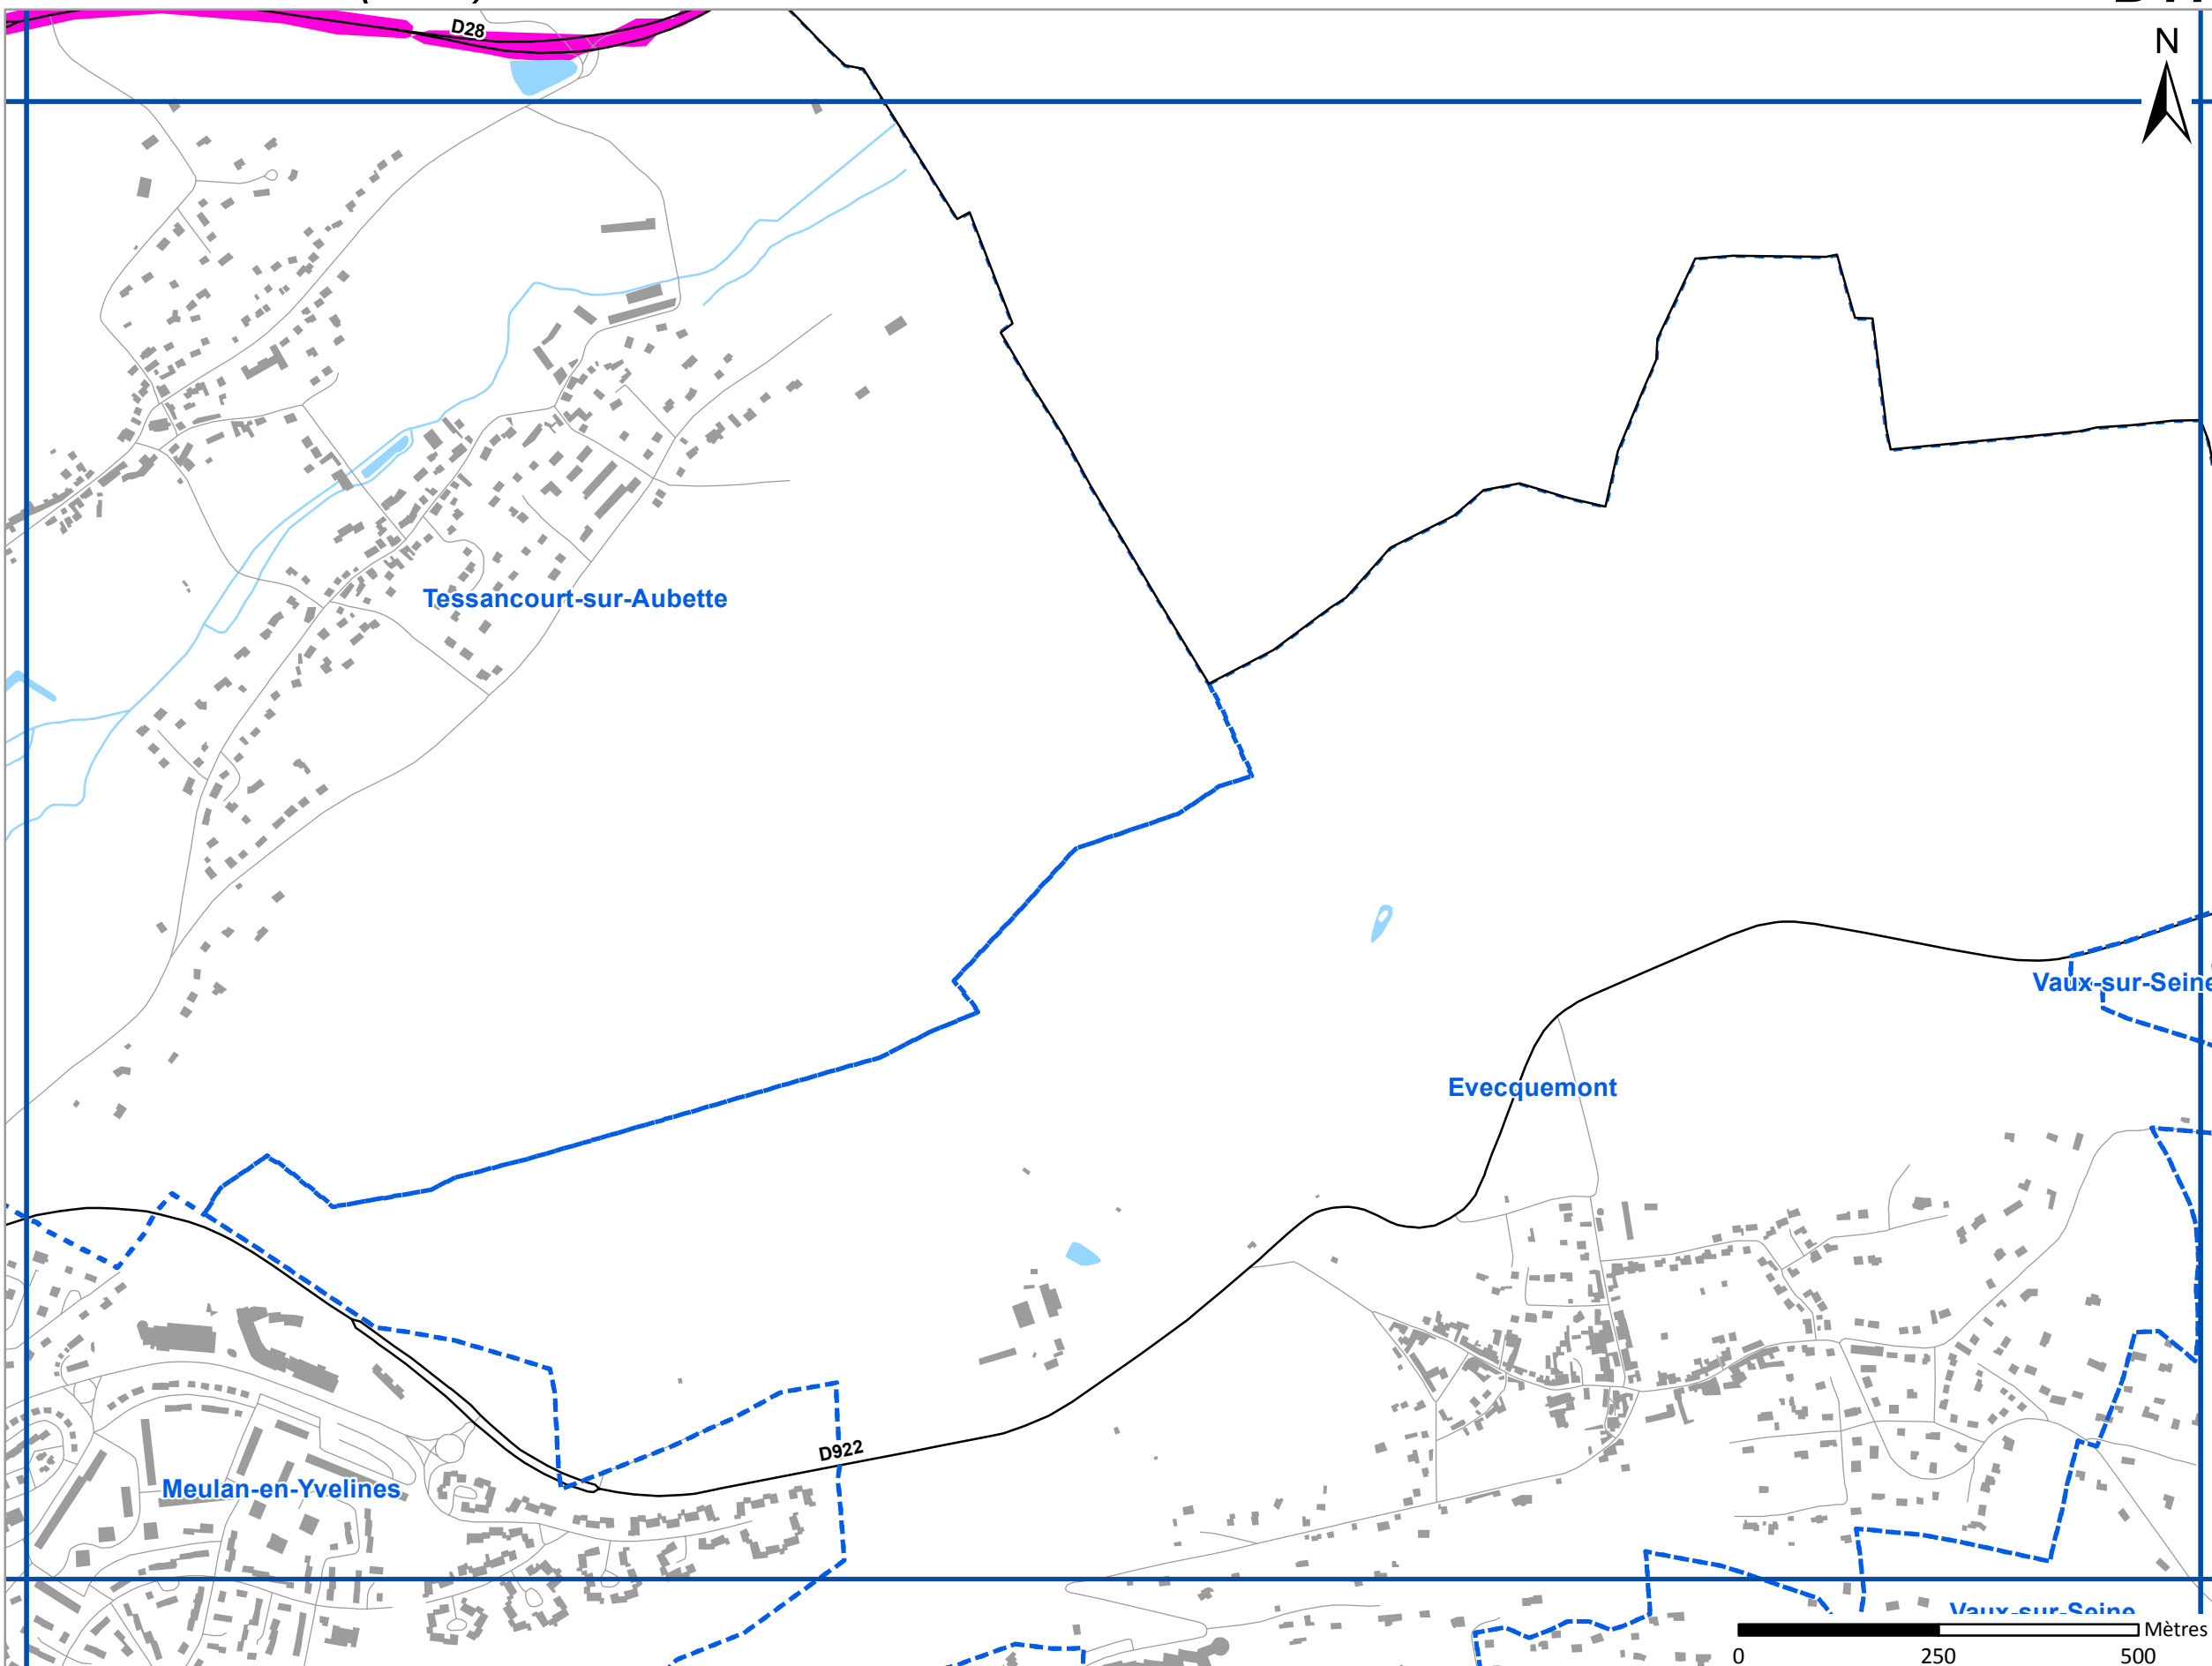 D28
N
Tessancourt-sur-Aubette
Vaux-sur-Seine
Evecquemont
D922
Meulan-en-Yvelines
Vaux-sur-Seine
Mètres
0 250 500